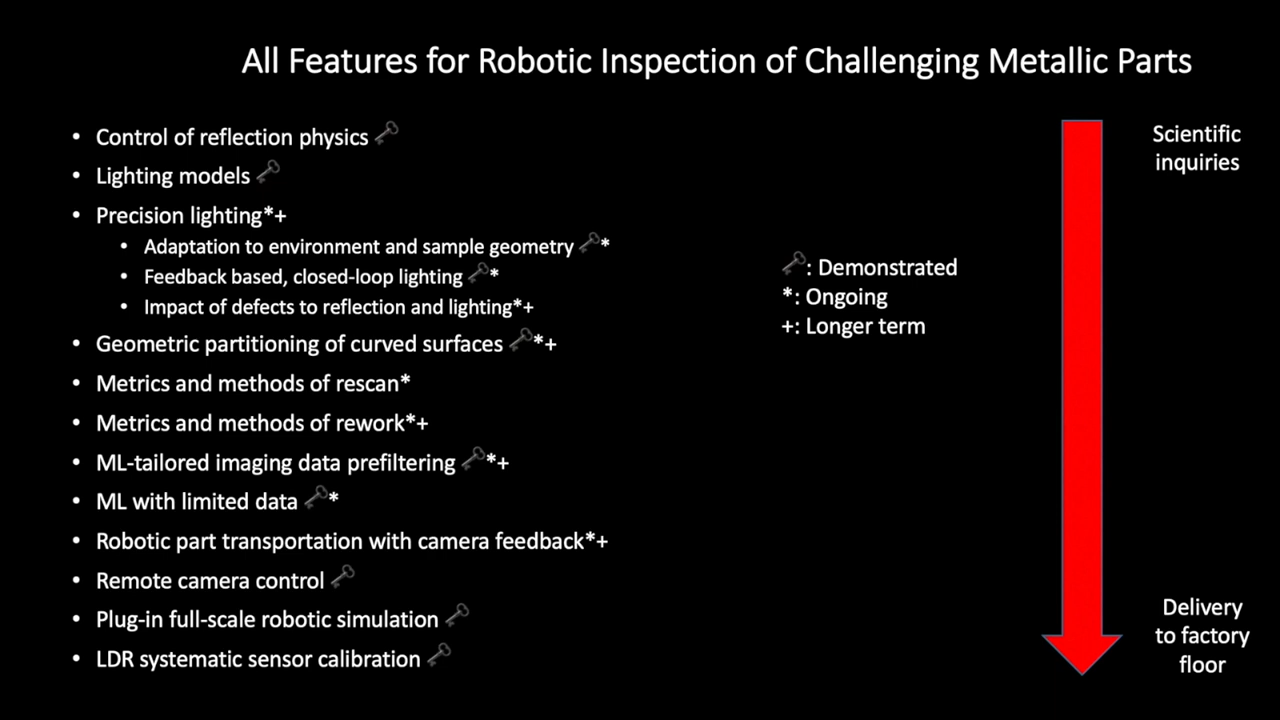 All Features for Robotic Inspection of Challenging Metallic Parts
• Control of reflection physics 🗝
• Lighting models 🗝
• Precision lighting*+
• Adaptation to environment and sample geometry 🗝*
• Feedback based, closed-loop lighting 🗝*
• Impact of defects to reflection and lighting*+
• Geometric partitioning of curved surfaces 🗝*+
• Metrics and methods of rescan*
• Metrics and methods of rework*+
• ML-tailored imaging data prefiltering 🗝*+
• ML with limited data 🗝*
• Robotic part transportation with camera feedback*+
• Remote camera control 🗝
• Plug-in full-scale robotic simulation 🗝
• LDR systematic sensor calibration 🗝
🗝: Demonstrated
*: Ongoing
+: Longer term
Scientific
inquiries
Delivery
to factory
floor